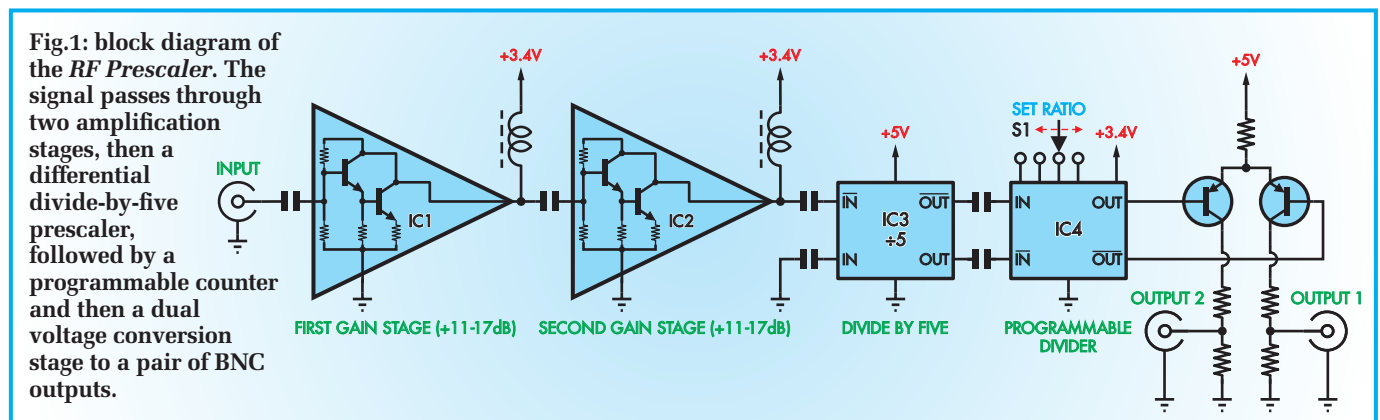 Fig.1: block diagram of
the RF Prescaler. The
signal passes through
two amplification
stages, then a
differential
divide-by-five
prescaler,
followed by a
programmable counter
and then a dual
voltage conversion
stage to a pair of BNC
outputs.
INPUT
IC1
FIRST GAIN STAGE (+11-17dB)
+3.4V
IC2
SECOND GAIN STAGE (+11-17dB)
+3.4V
+5V
IN OUT
IC3
÷5
IN OUT
DIVIDE BY FIVE
SET RATIO
S1
+3.4V
IN OUT
IC4
IN OUT
PROGRAMMABLE
DIVIDER
+5V
OUTPUT 2
OUTPUT 1